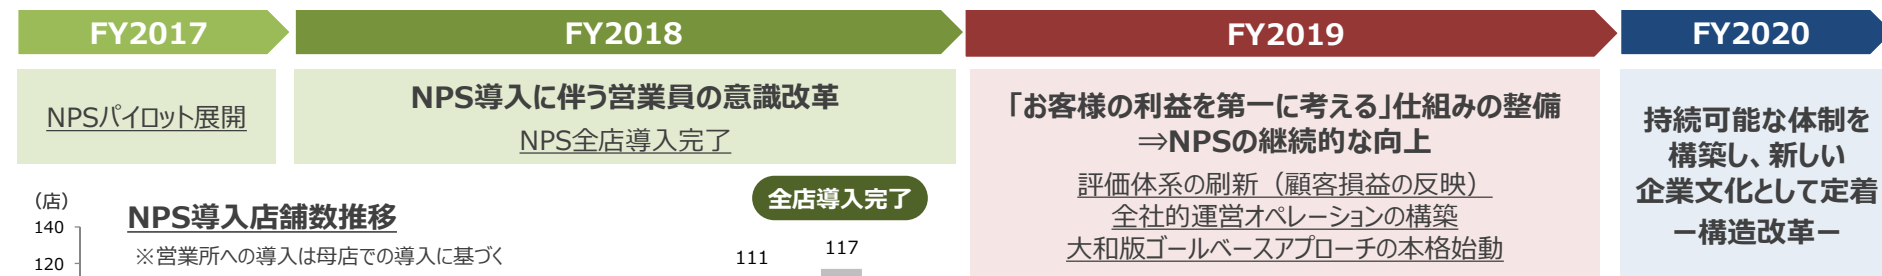 FY2017
FY2018
FY2019
FY2020
NPSパイロット展開
NPS導入に伴う営業員の意識改革
NPS全店導入完了
「お客様の利益を第一に考える」仕組みの整備
⇒NPSの継続的な向上
評価体系の刷新（顧客損益の反映）
全社的運営オペレーションの構築
大和版ゴールベースアプローチの本格始動
持続可能な体制を
構築し、新しい
企業文化として定着
－構造改革－
（店）
140
120
NPS導入店舗数推移
※営業所への導入は母店での導入に基づく
全店導入完了
111
117